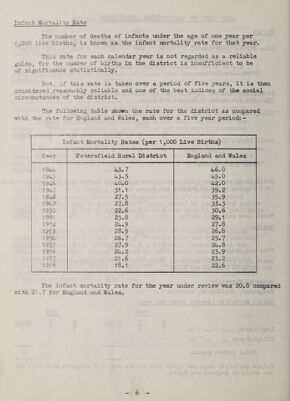 Infant Mortality Rate
The number of deaths of infants under the age of one year per
1,000 live births, is known as the infant mortality rate for that year.
This rate for each calendar year is not regarded as a reliable
guide, for the number of births in the district is insufficient to be
of significance statistically.
But, if this rate is taken over a period of five years, it is then
considered reasonably reliable and one of the best indices of the social
circumstances of the district.
The following table shows the rate for the district as compared
with the rate for England and Wales, each over a five year period:-
Infant Mortality Rates (per 1,000 Live Births)
Year Petersfield Rural District England and Wales
1944 43.7 46.0
1945 43.5 45.0
1946 40.0 42.0
1947 31.1 39.2
1948 27.5 35.9
1949 27.8 33.3
1950 22.6 30.6
1951 23.8 29.1
1952 24.9 27.8
1953 28.5 26.8
1954 26.7 25.7
1955 27.9 24.8
1956 24.2 23.9
1957 21.6 23.2
1958 18.1 22.6
The infant mortality rate for the year under review was 20.8 compared
with 21.7 for England and Wales.
- 6 -